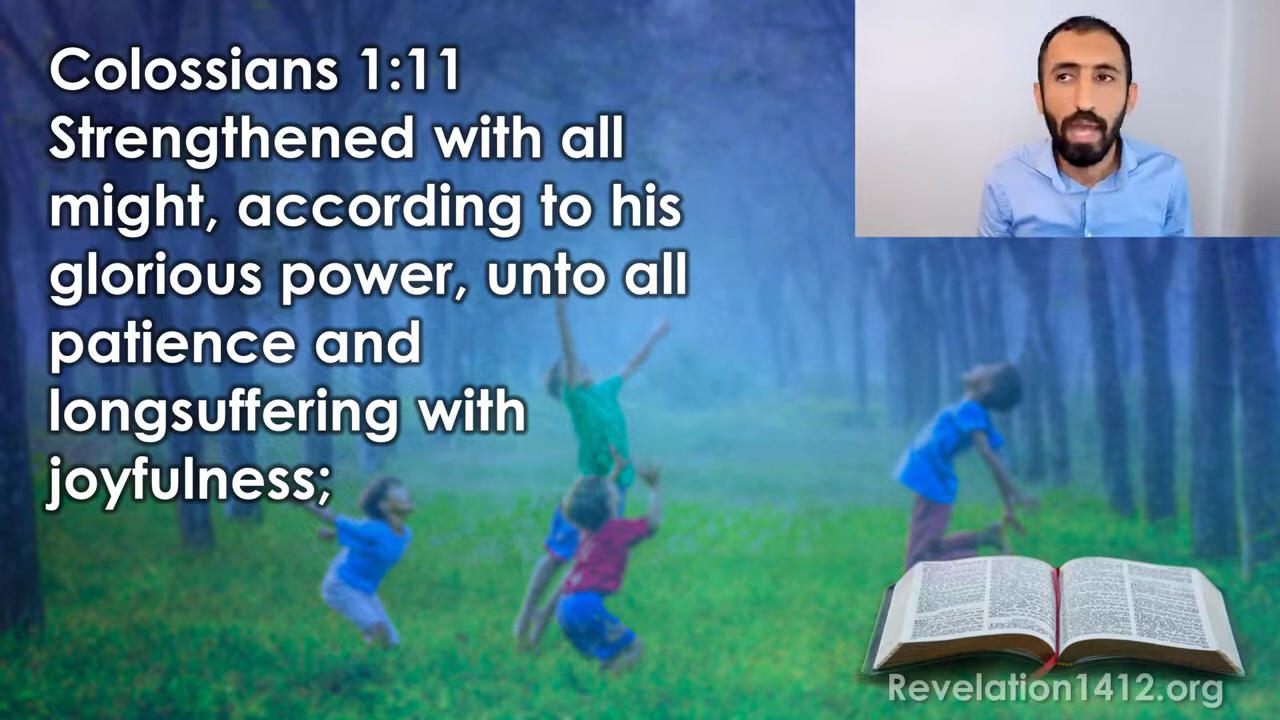 Colossians 1:11
Strengthened with all
might, according to his
glorious power, unto all
patience and
longsuffering with
joyfulness;
Revelation1412.org